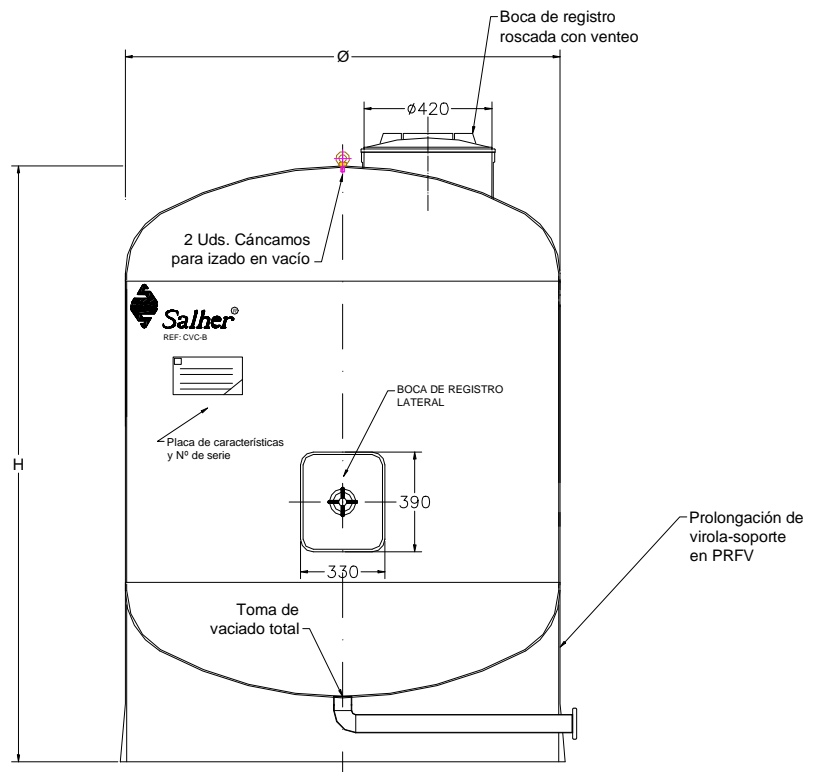 Boca de registro
roscada con venteo
Ø
ø420
H
2 Uds. Cáncamos
para izado en vacío
Salher®
REF: CVC-B
BOCA DE REGISTRO
LATERAL
Placa de características
y Nº de serie
390
330
Prolongación de
virola-soporte
en PRFV
Toma de
vaciado total